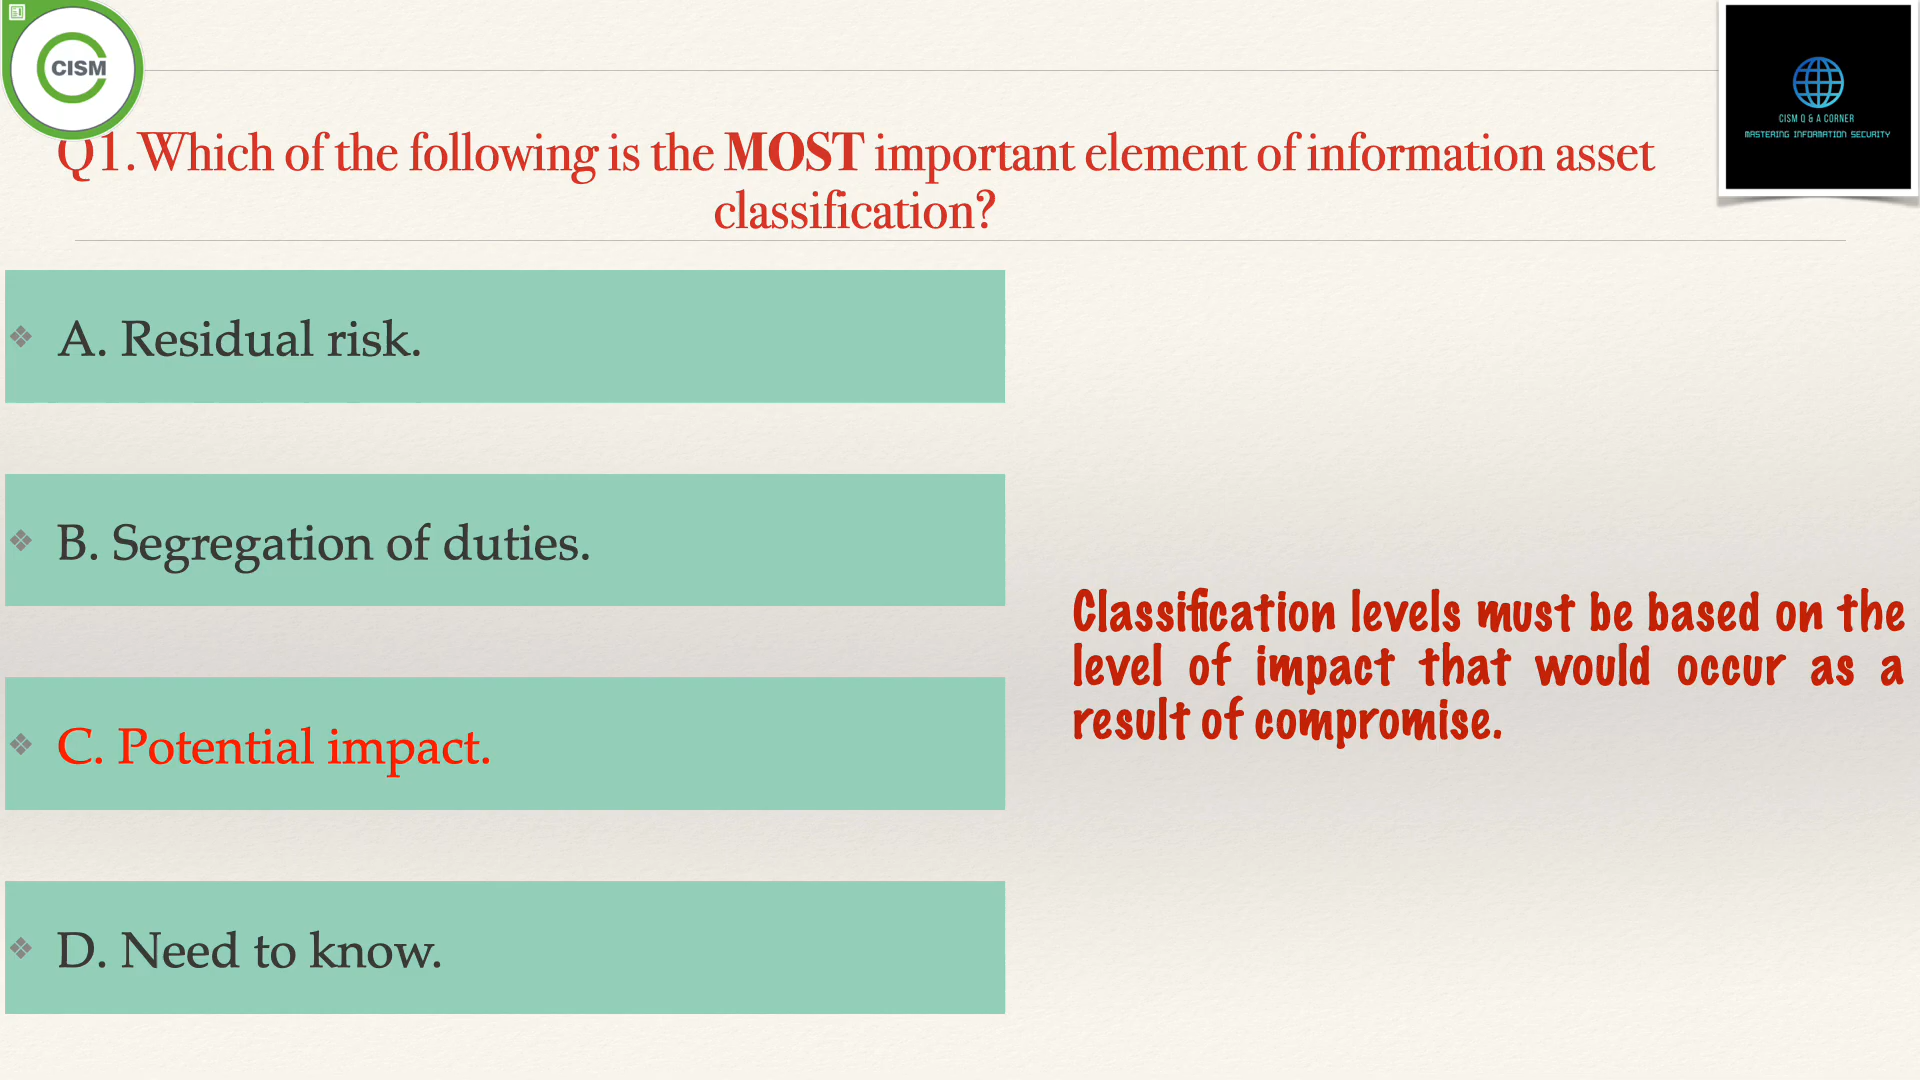 CISM
CISM Q & A CORNER
MASTERING INFORMATION SECURITY
Q1. Which of the following is the MOST important element of information asset
classification?
A. Residual risk.
B. Segregation of duties.
C. Potential impact.
D. Need to know.
Classification levels must be based on the
level of impact that would occur as a
result of compromise.